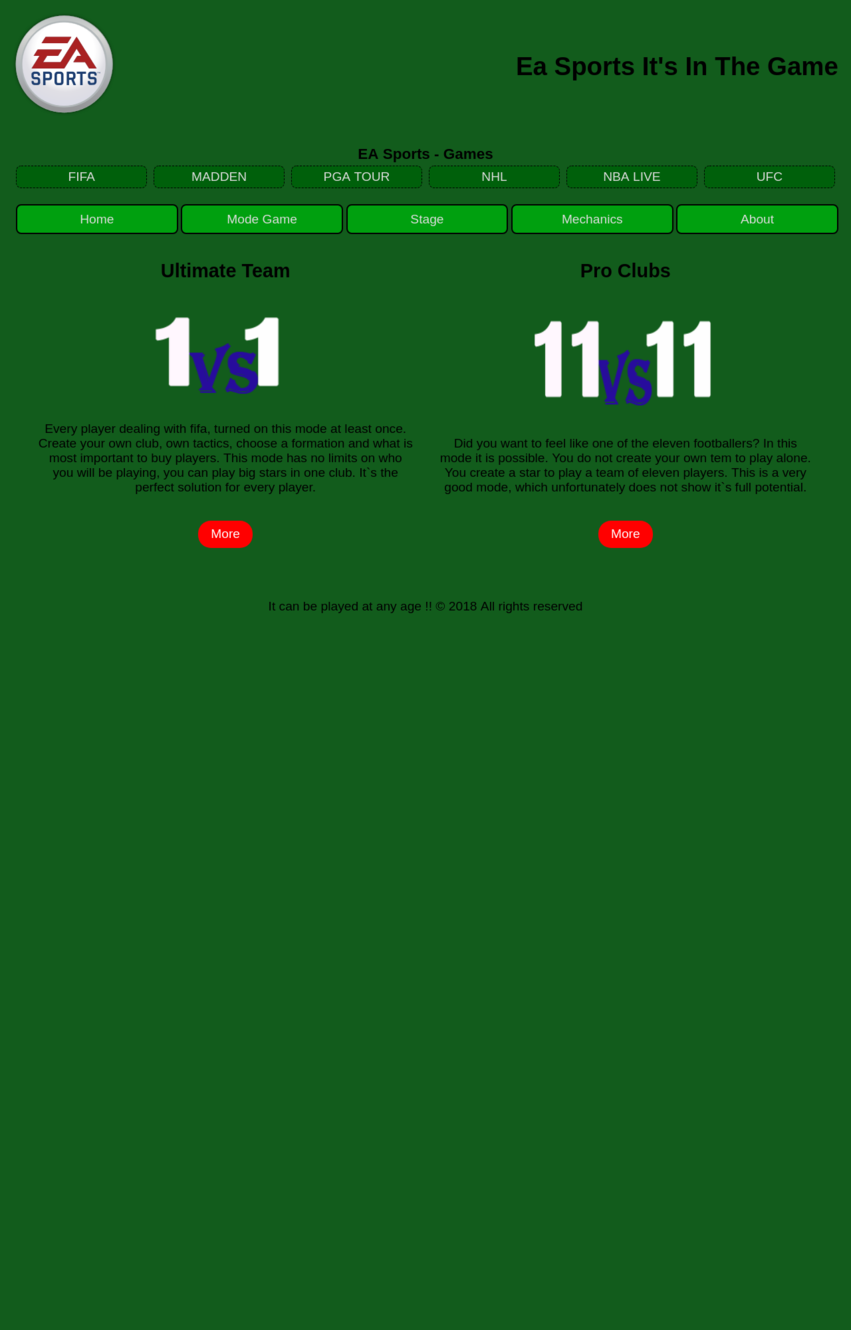 EA
SPORTS
Ea Sports It's In The Game
EA Sports - Games
FIFA
MADDEN
PGA TOUR
NHL
NBA LIVE
UFC
Home
Mode Game
Stage
Mechanics
About
Ultimate Team
1 vs 1
Every player dealing with fifa, turned on this mode at least once.
Create your own club, own tactics, choose a formation and what is
most important to buy players. This mode has no limits on who
you will be playing, you can play big stars in one club. It`s the
perfect solution for every player.
More
Pro Clubs
11 vs 11
Did you want to feel like one of the eleven footballers? In this
mode it is possible. You do not create your own tem to play alone.
You create a star to play a team of eleven players. This is a very
good mode, which unfortunately does not show it`s full potential.
More
It can be played at any age !! © 2018 All rights reserved